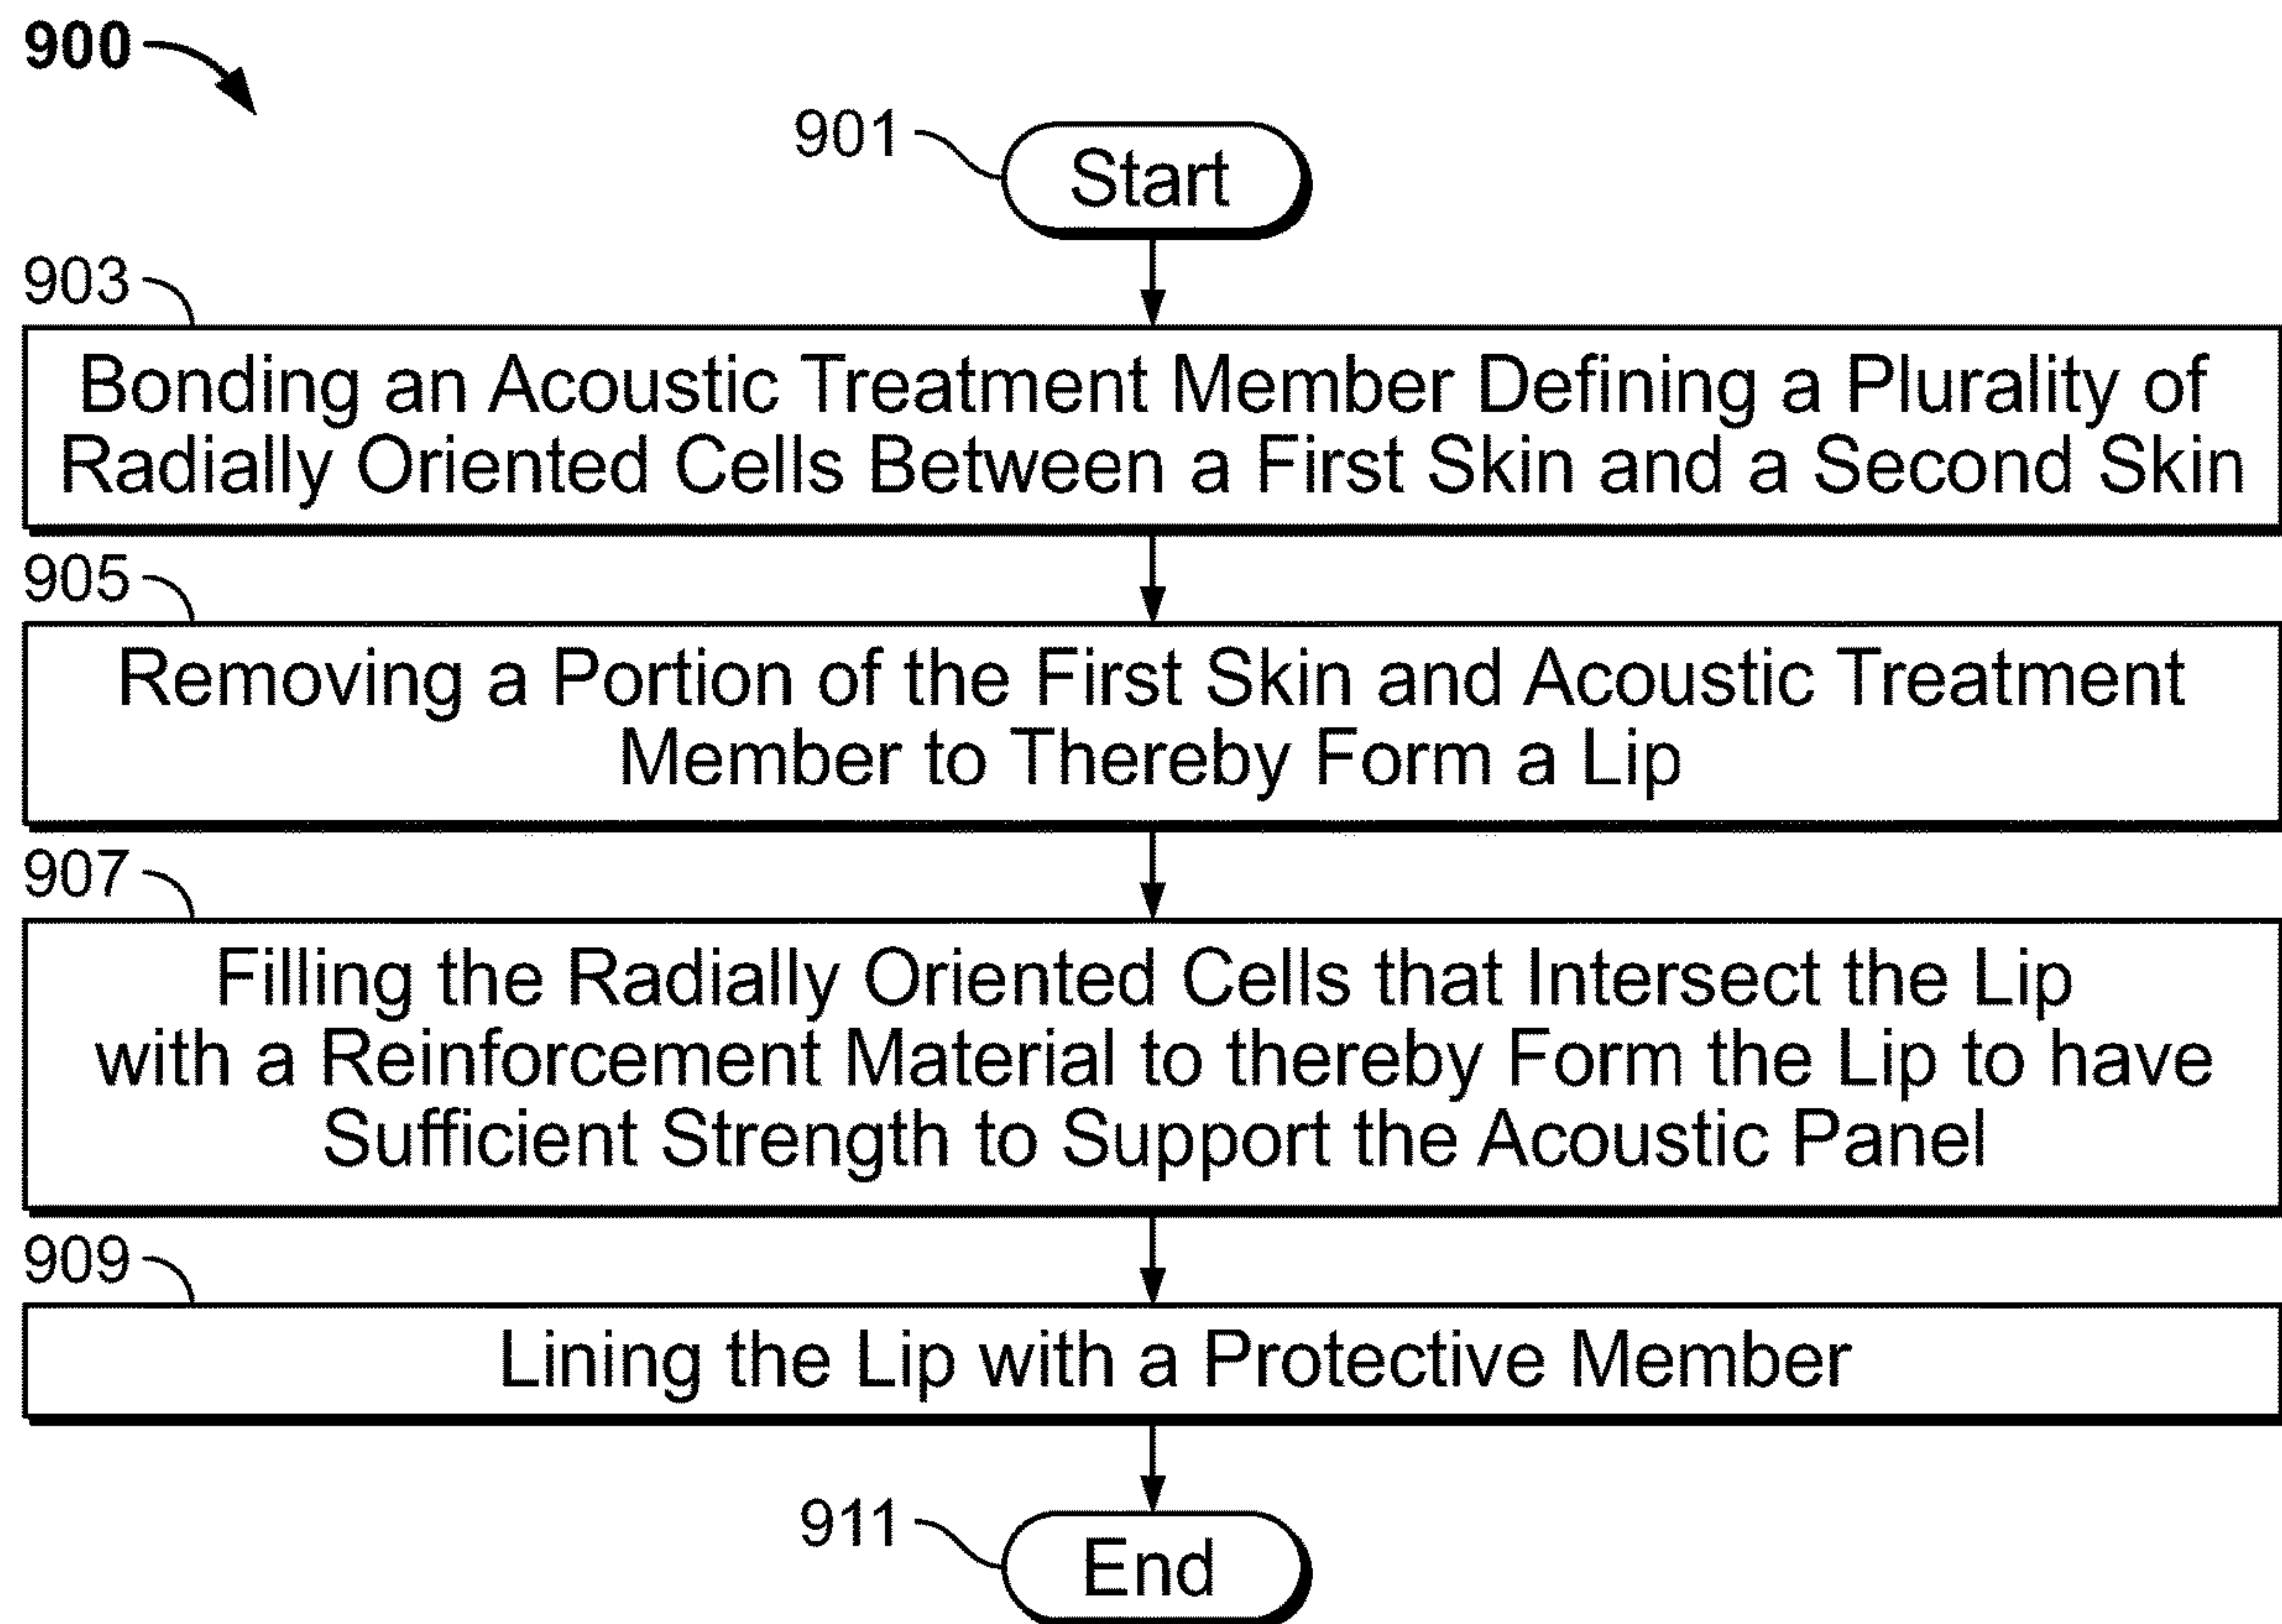 900
901
Start
903
Bonding an Acoustic Treatment Member Defining a Plurality of
Radially Oriented Cells Between a First Skin and a Second Skin
905
Removing a Portion of the First Skin and Acoustic Treatment
Member to Thereby Form a Lip
907
Filling the Radially Oriented Cells that Intersect the Lip
with a Reinforcement Material to thereby Form the Lip to have
Sufficient Strength to Support the Acoustic Panel
909
Lining the Lip with a Protective Member
911
End